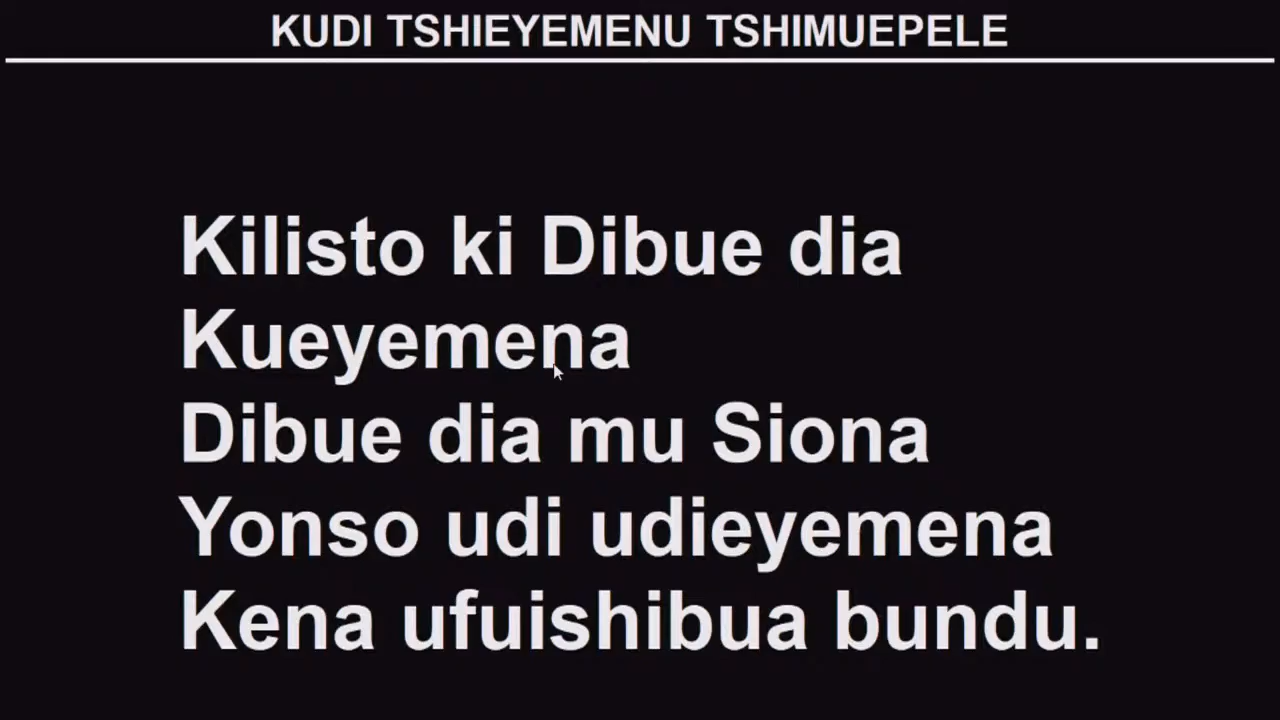 KUDI TSHIEYEMENU TSHIMUEPELE
Kilisto ki Dibue dia
Kueyemena
Dibue dia mu Siona
Yonso udi udieyemena
Kena ufuishibua bundu.